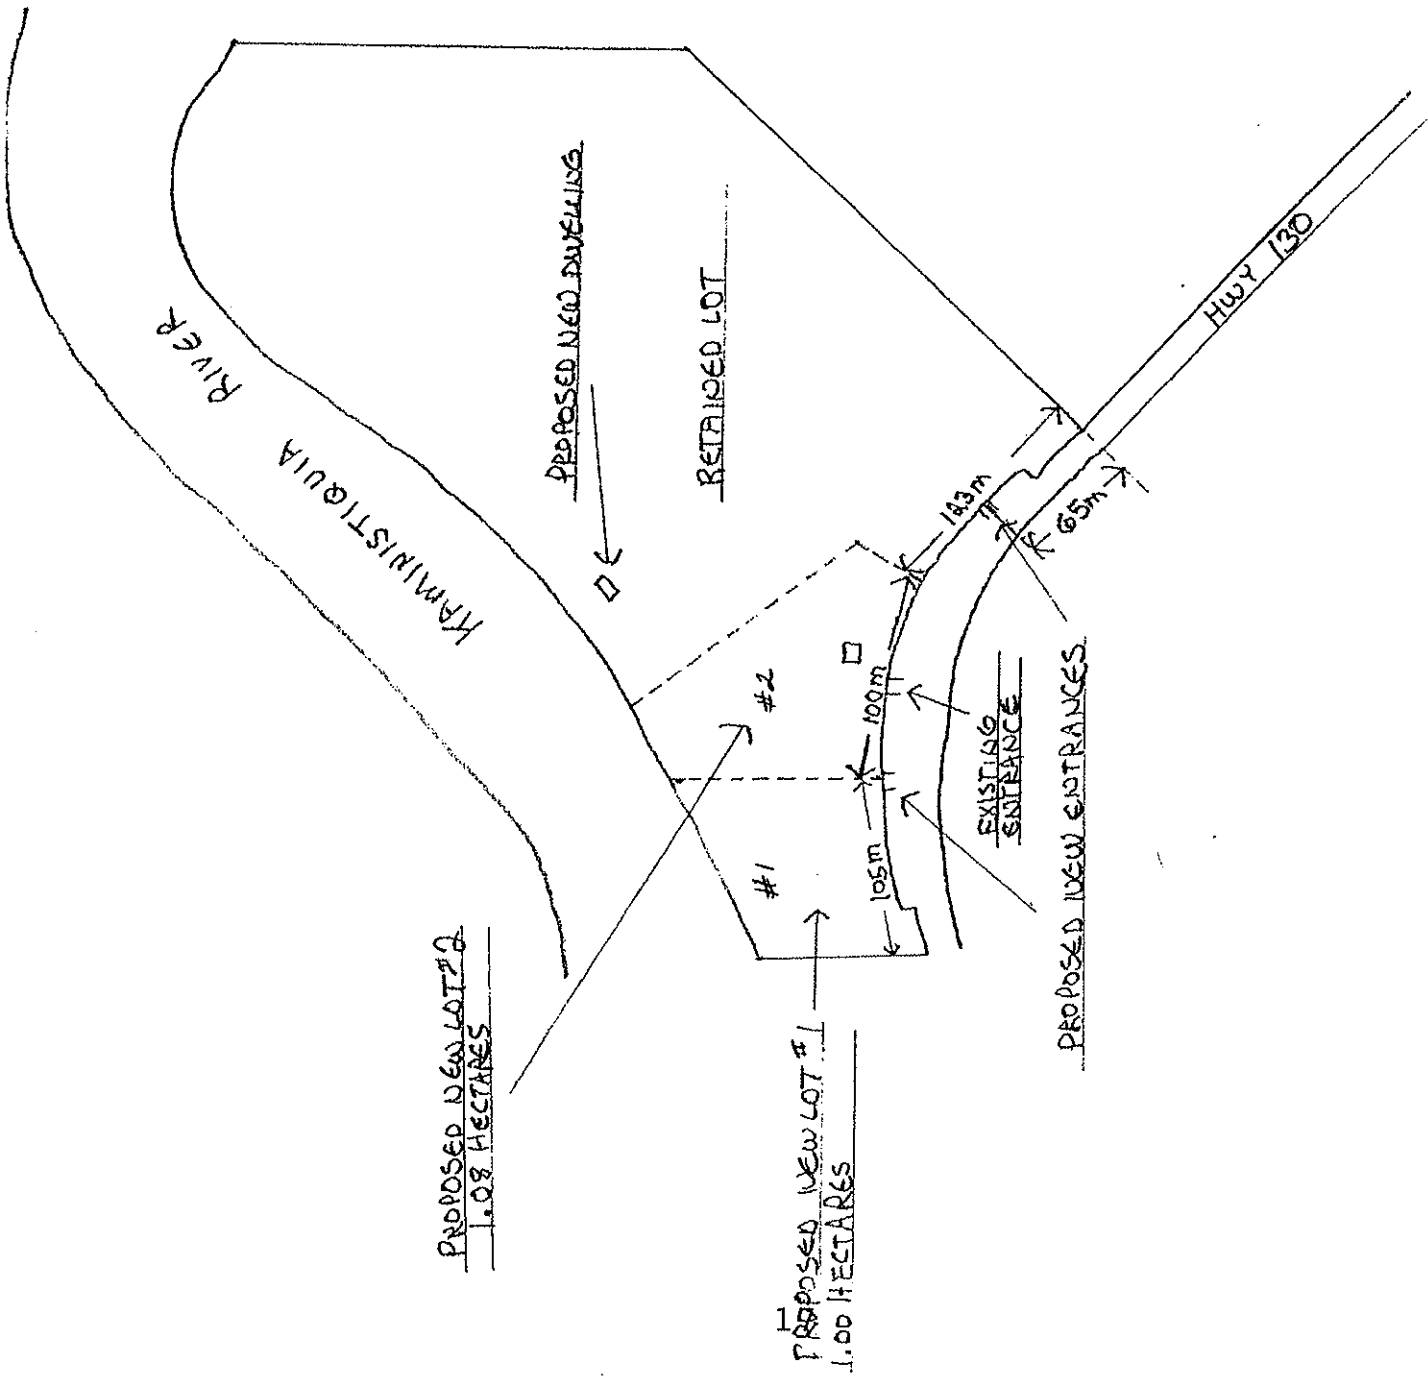 KAMINISTIQUIA RIVER
PROPOSED NEW DWELLING
RETAINED LOT
HWY 130
123m
65m
100m
105m
#2
#1
EXISTING
ENTRANCE
PROPOSED NEW ENTRANCES
PROPOSED NEW LOT #2
1.08 HECTARES
PROPOSED NEW LOT #1
1.00 HECTARES